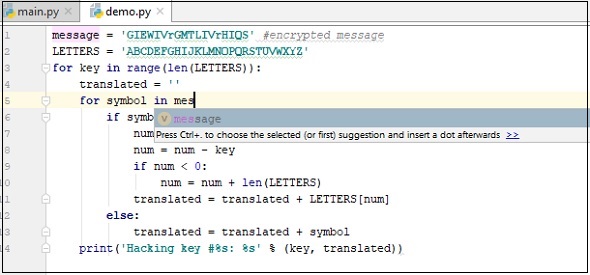 main.py × demo.py ×
1 message = 'GIEWIVrGMTLIVrHIQS' #encrypted message
2 LETTERS = 'ABCDEFGHIJKLMNOPQRSTUVWXYZ'
3 for key in range(len(LETTERS)):
4 translated = ''
5 for symbol in mes
6 if symb
v message
num
Press Ctrl+. to choose the selected (or first) suggestion and insert a dot afterwards >>
8 num = num - key
9 if num < 0:
10 num = num + len(LETTERS)
11 translated = translated + LETTERS[num]
12 else:
13 translated = translated + symbol
14 print('Hacking key #%s: %s' % (key, translated))